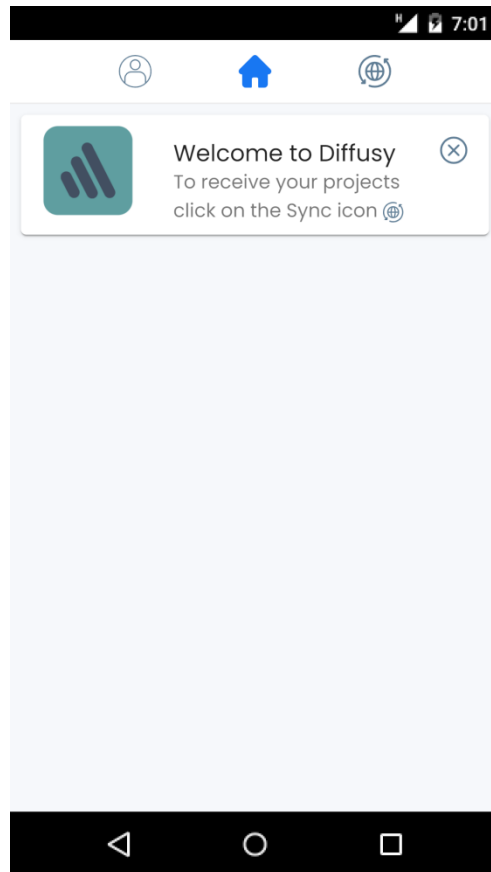 H 7:01
Welcome to Diffusy
To receive your projects
click on the Sync icon